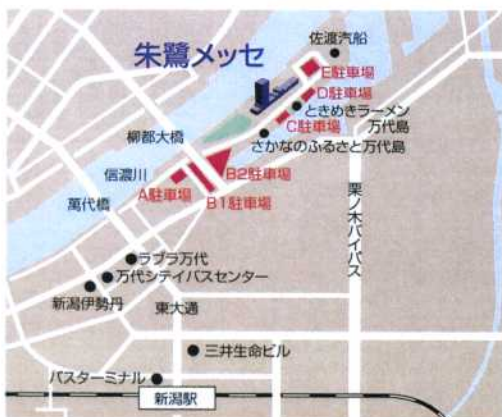 佐渡汽船
朱鷺メッセ
E駐車場
D駐車場
ときめきラーメン
万代島
C駐車場
柳都大橋
さかなのふるさと万代島
信濃川
B2駐車場
A駐車場
B1駐車場
萬代橋
栗ノ木バイパス
ラブラ万代
万代シテイバスセンター
新潟伊勢丹
東大通
三井生命ビル
バスターミナル
新潟駅